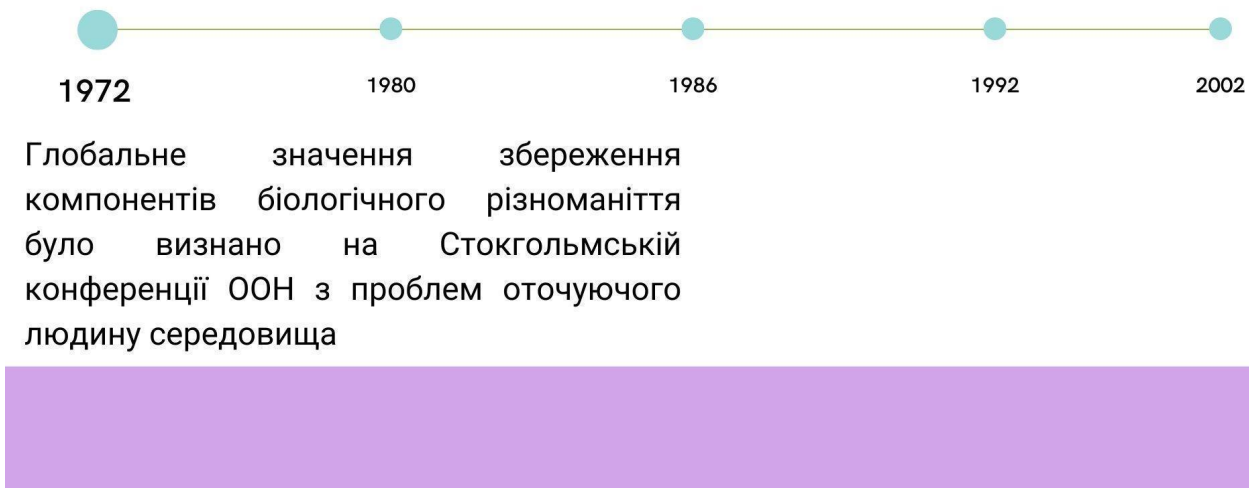 1972 1980 1986 1992 2002
Глобальне значення збереження
компонентів біологічного різноманіття
було визнано на Стокгольмській
конференції ООН з проблем оточуючого
людину середовища